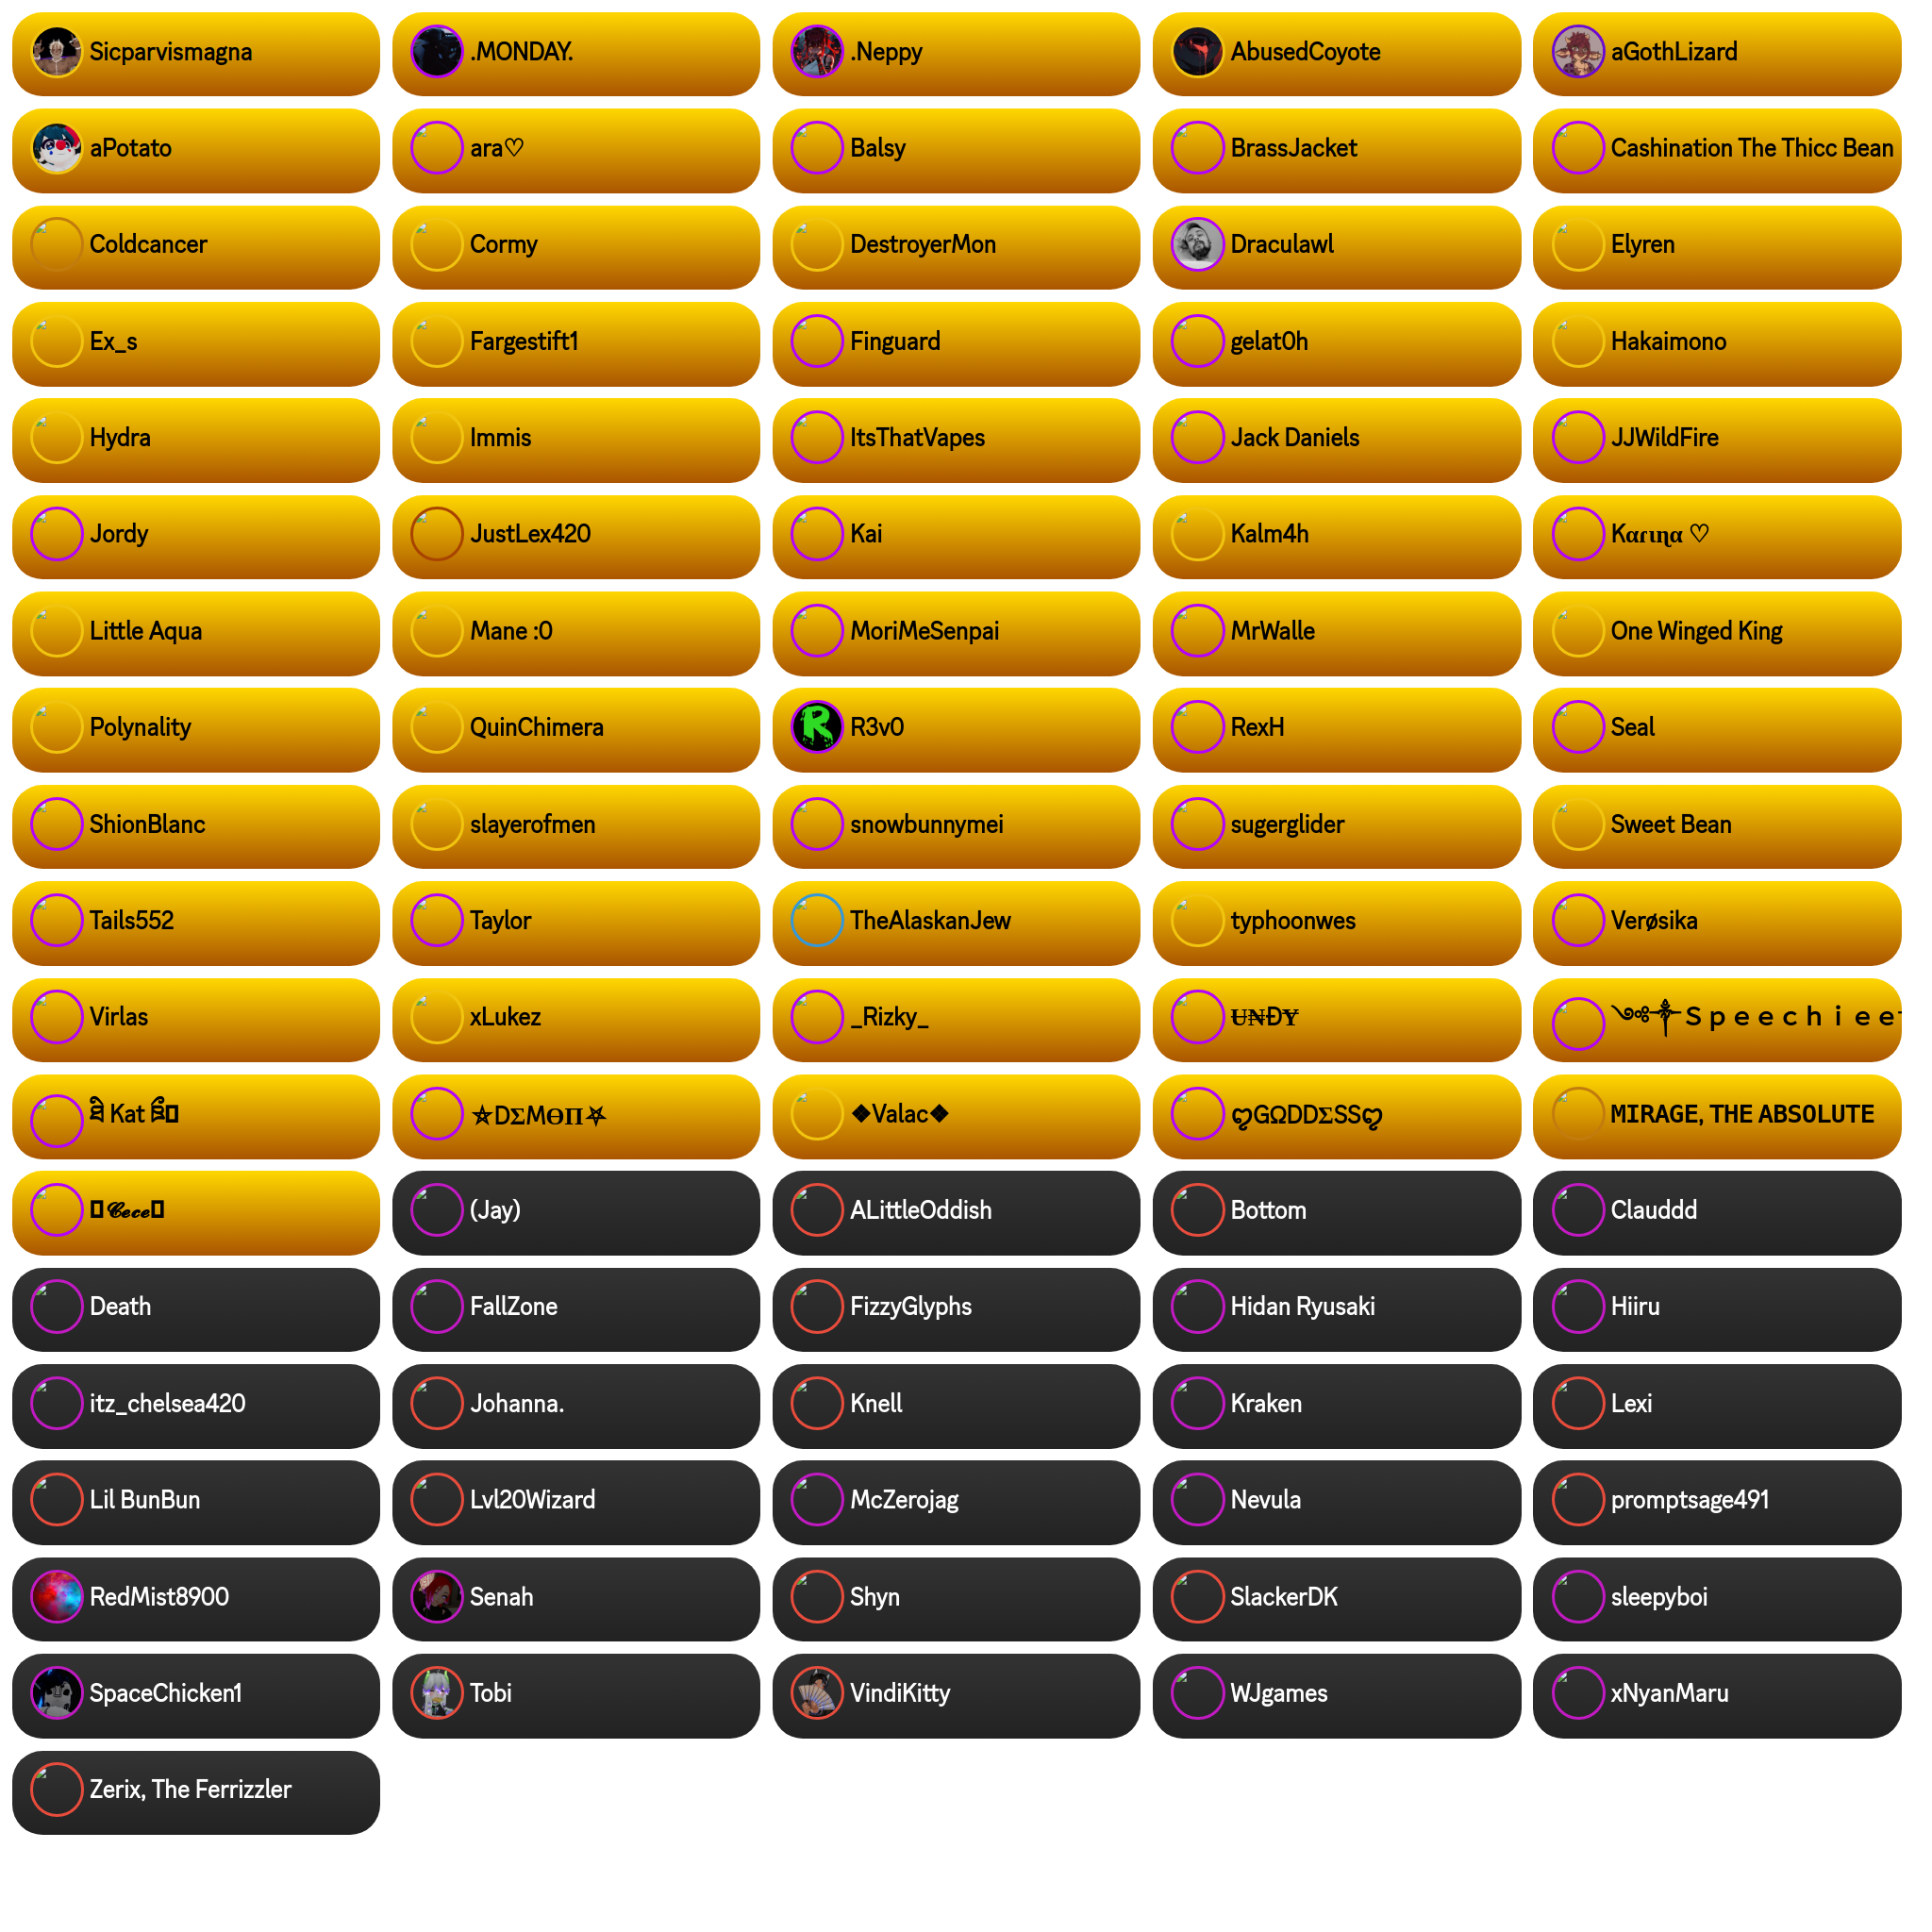 Sicparvismagna
.MONDAY.
.Neppy
AbusedCoyote
aGothLizard
aPotato
ara♡
Balsy
BrassJacket
Cashination The Thicc Bean
Coldcancer
Cormy
DestroyerMon
Draculawl
Elyren
Ex_s
Fargestift1
Finguard
gelat0h
Hakaimono
Hydra
Immis
ItsThatVapes
Jack Daniels
JJWildFire
Jordy
JustLex420
Kai
Kalm4h
Kαɾιɳα ♡
Little Aqua
Mane :0
MoriMeSenpai
MrWalle
One Winged King
Polynality
QuinChimera
R3v0
RexH
Seal
ShionBlanc
slayerofmen
snowbunnymei
sugerglider
Sweet Bean
Tails552
Taylor
TheAlaskanJew
typhoonwes
Verøsika
Virlas
xLukez
_Rizky_
Ʉ₦ĐɎ
༺✞Ｓｐｅｅｃｈｉｅｅ
Kat
⛤DΣMӨП⛧
❖Valac❖
ღGΩDDΣSSღ
MIRAGE, THE ABSOLUTE
𝓒𝓮𝓬𝓮
(Jay)
ALittleOddish
Bottom
Clauddd
Death
FallZone
FizzyGlyphs
Hidan Ryusaki
Hiiru
itz_chelsea420
Johanna.
Knell
Kraken
Lexi
Lil BunBun
Lvl20Wizard
McZerojag
Nevula
promptsage491
RedMist8900
Senah
Shyn
SlackerDK
sleepyboi
SpaceChicken1
Tobi
VindiKitty
WJgames
xNyanMaru
Zerix, The Ferrizzler